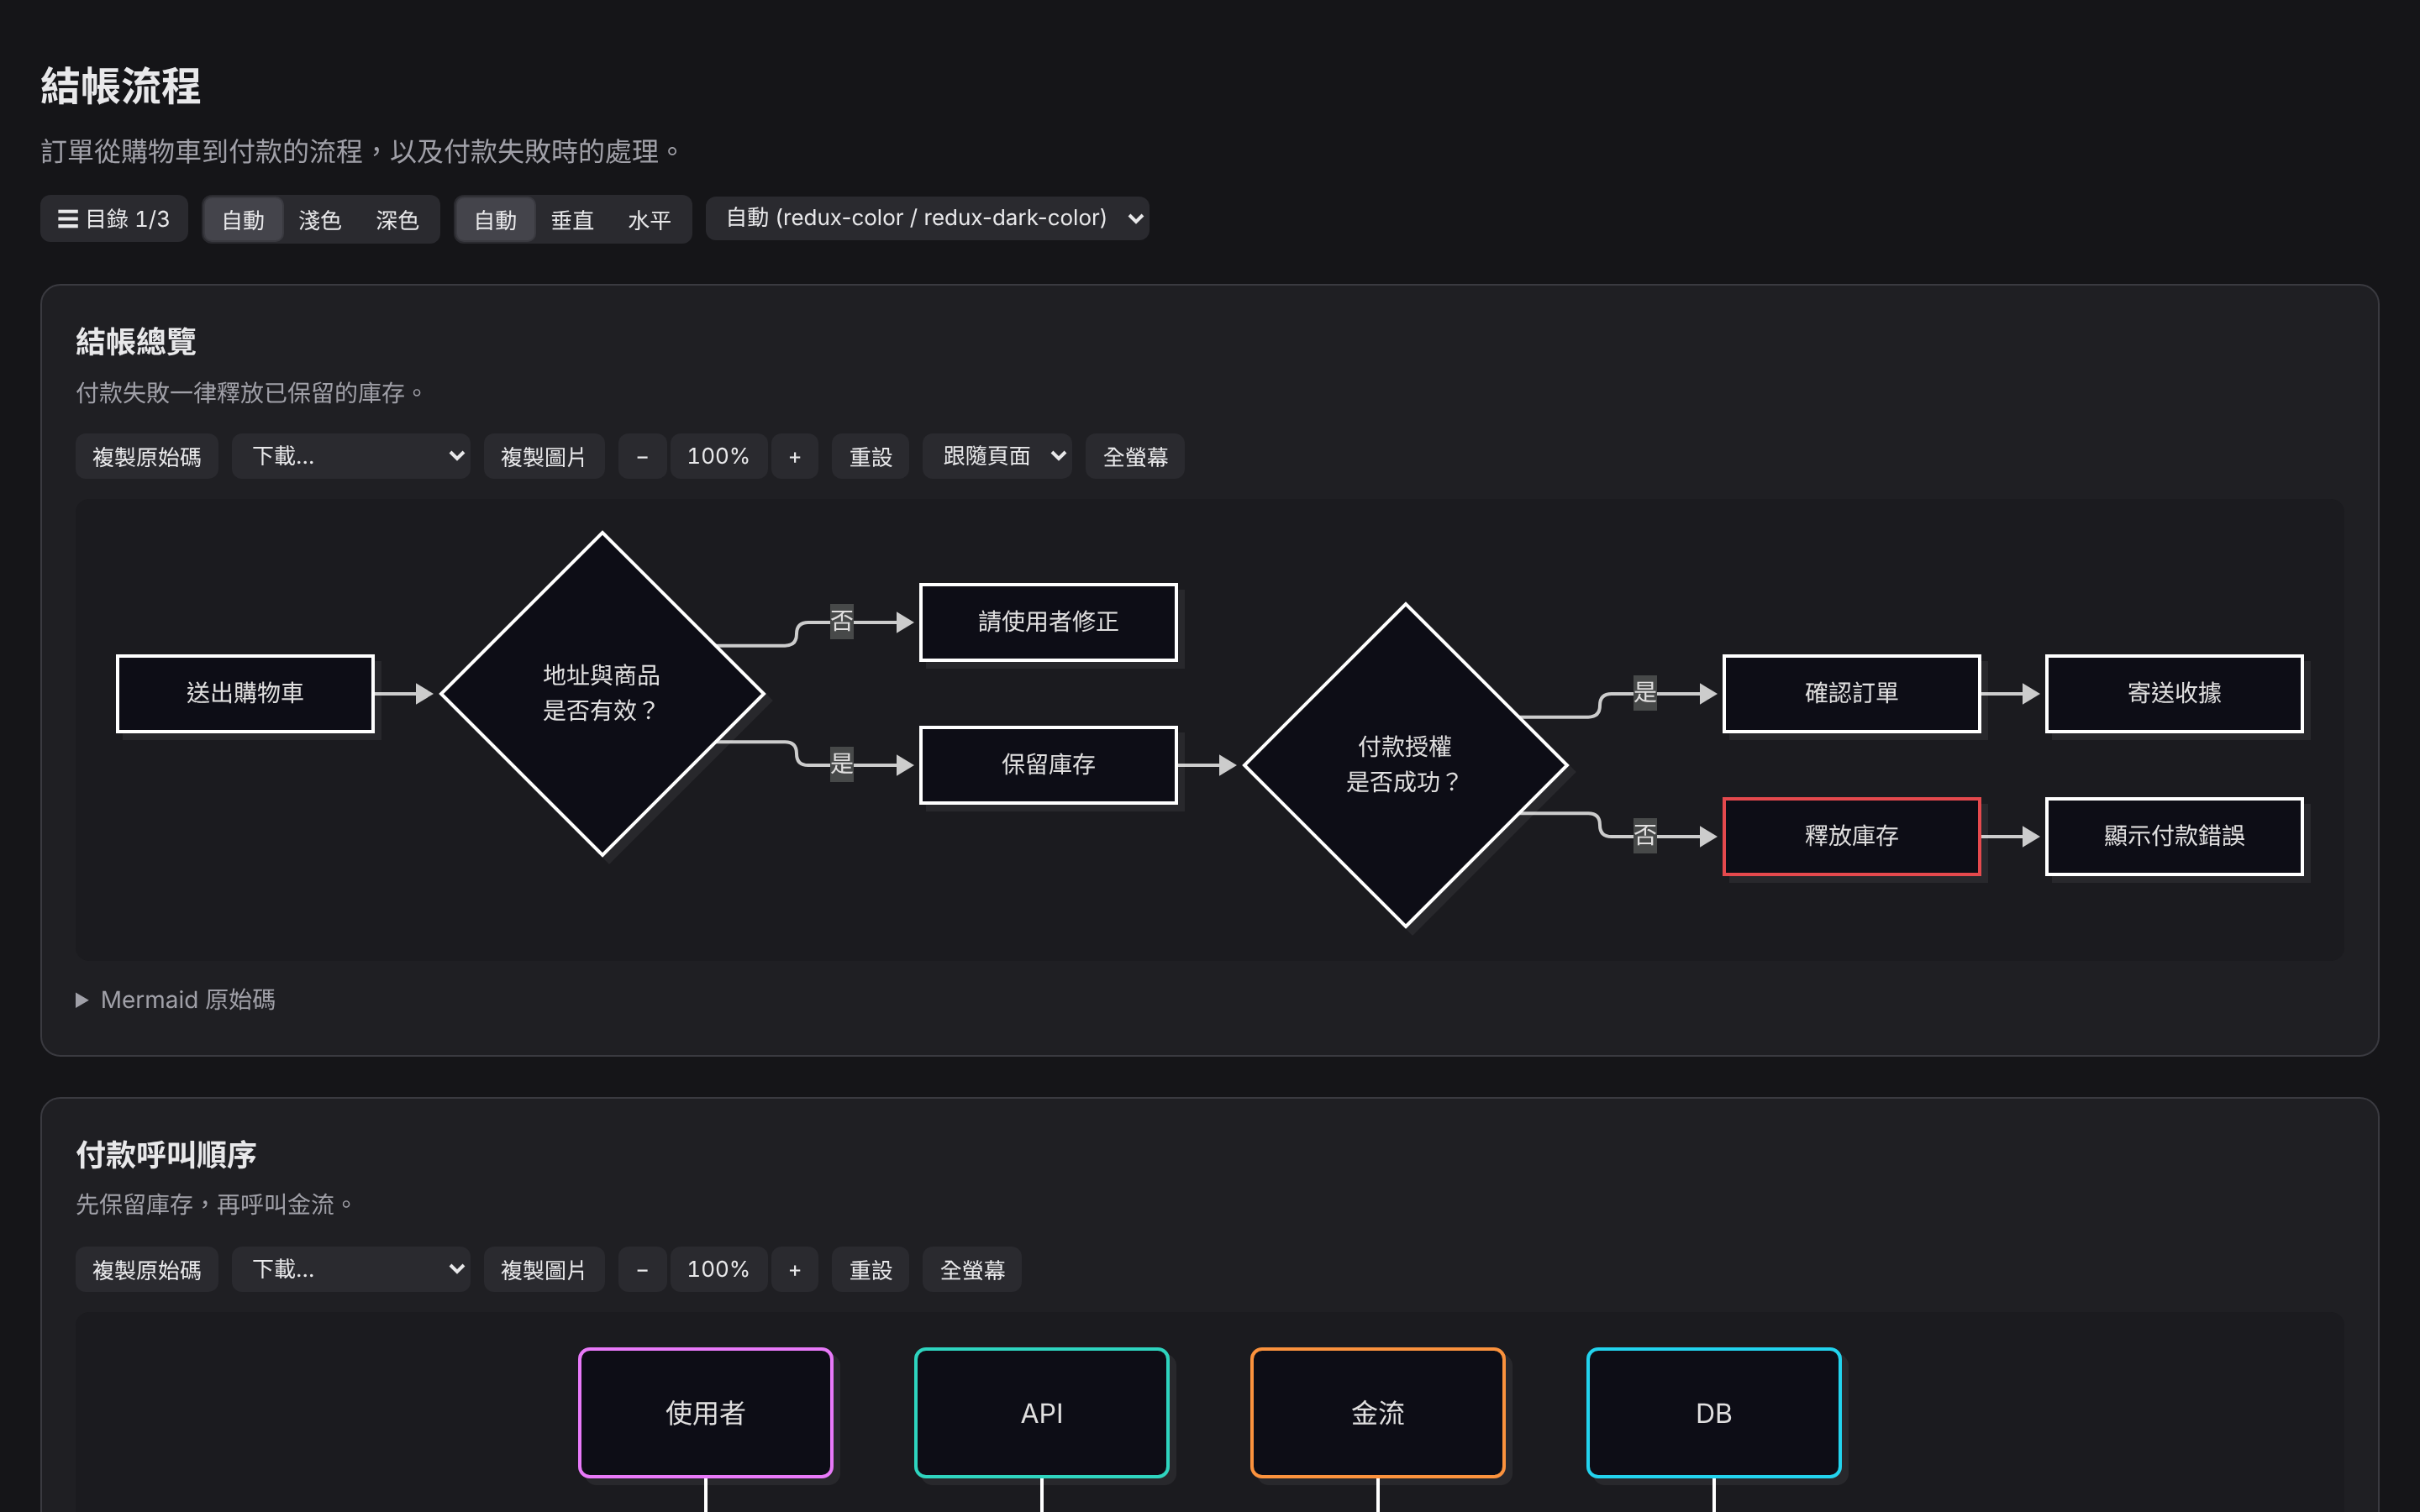 結帳流程
訂單從購物車到付款的流程，以及付款失敗時的處理。
☰ 目錄 1/3 自動 淺色 深色 自動 垂直 水平 自動 (redux-color / redux-dark-color)
結帳總覽
付款失敗一律釋放已保留的庫存。
複製原始碼 下載... 複製圖片 − 100% + 重設 跟隨頁面 全螢幕
送出購物車
地址與商品
是否有效？
否
請使用者修正
是
保留庫存
付款授權
是否成功？
是
確認訂單
寄送收據
否
釋放庫存
顯示付款錯誤
Mermaid 原始碼
付款呼叫順序
先保留庫存，再呼叫金流。
複製原始碼 下載... 複製圖片 − 100% + 重設 全螢幕
使用者 API 金流 DB